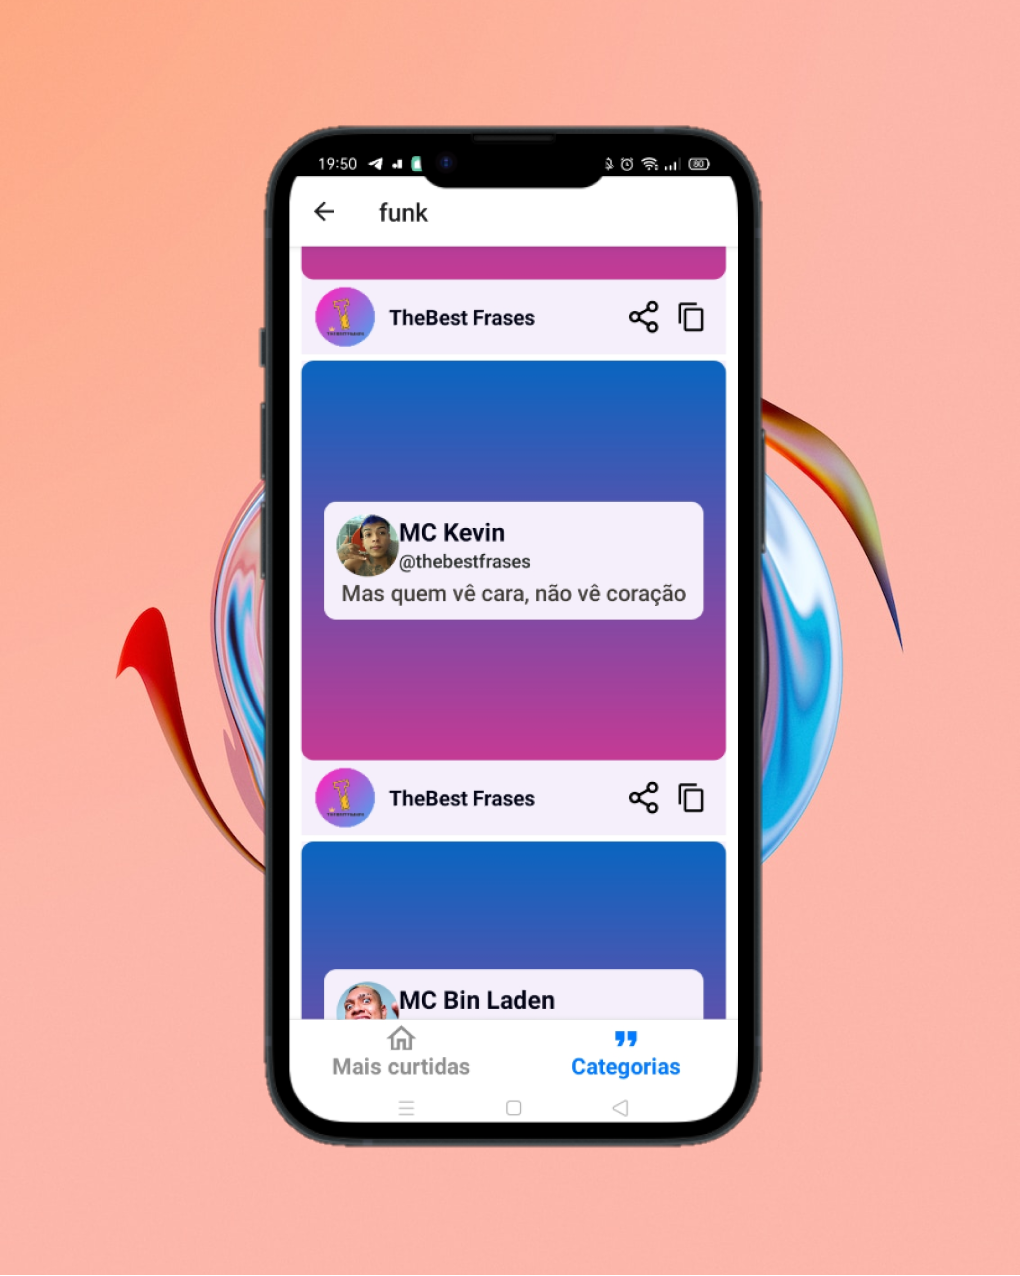 19:50
80
funk
TheBest Frases
MC Kevin
@thebestfrases
Mas quem vê cara, não vê coração
TheBest Frases
MC Bin Laden
Mais curtidas
Categorias